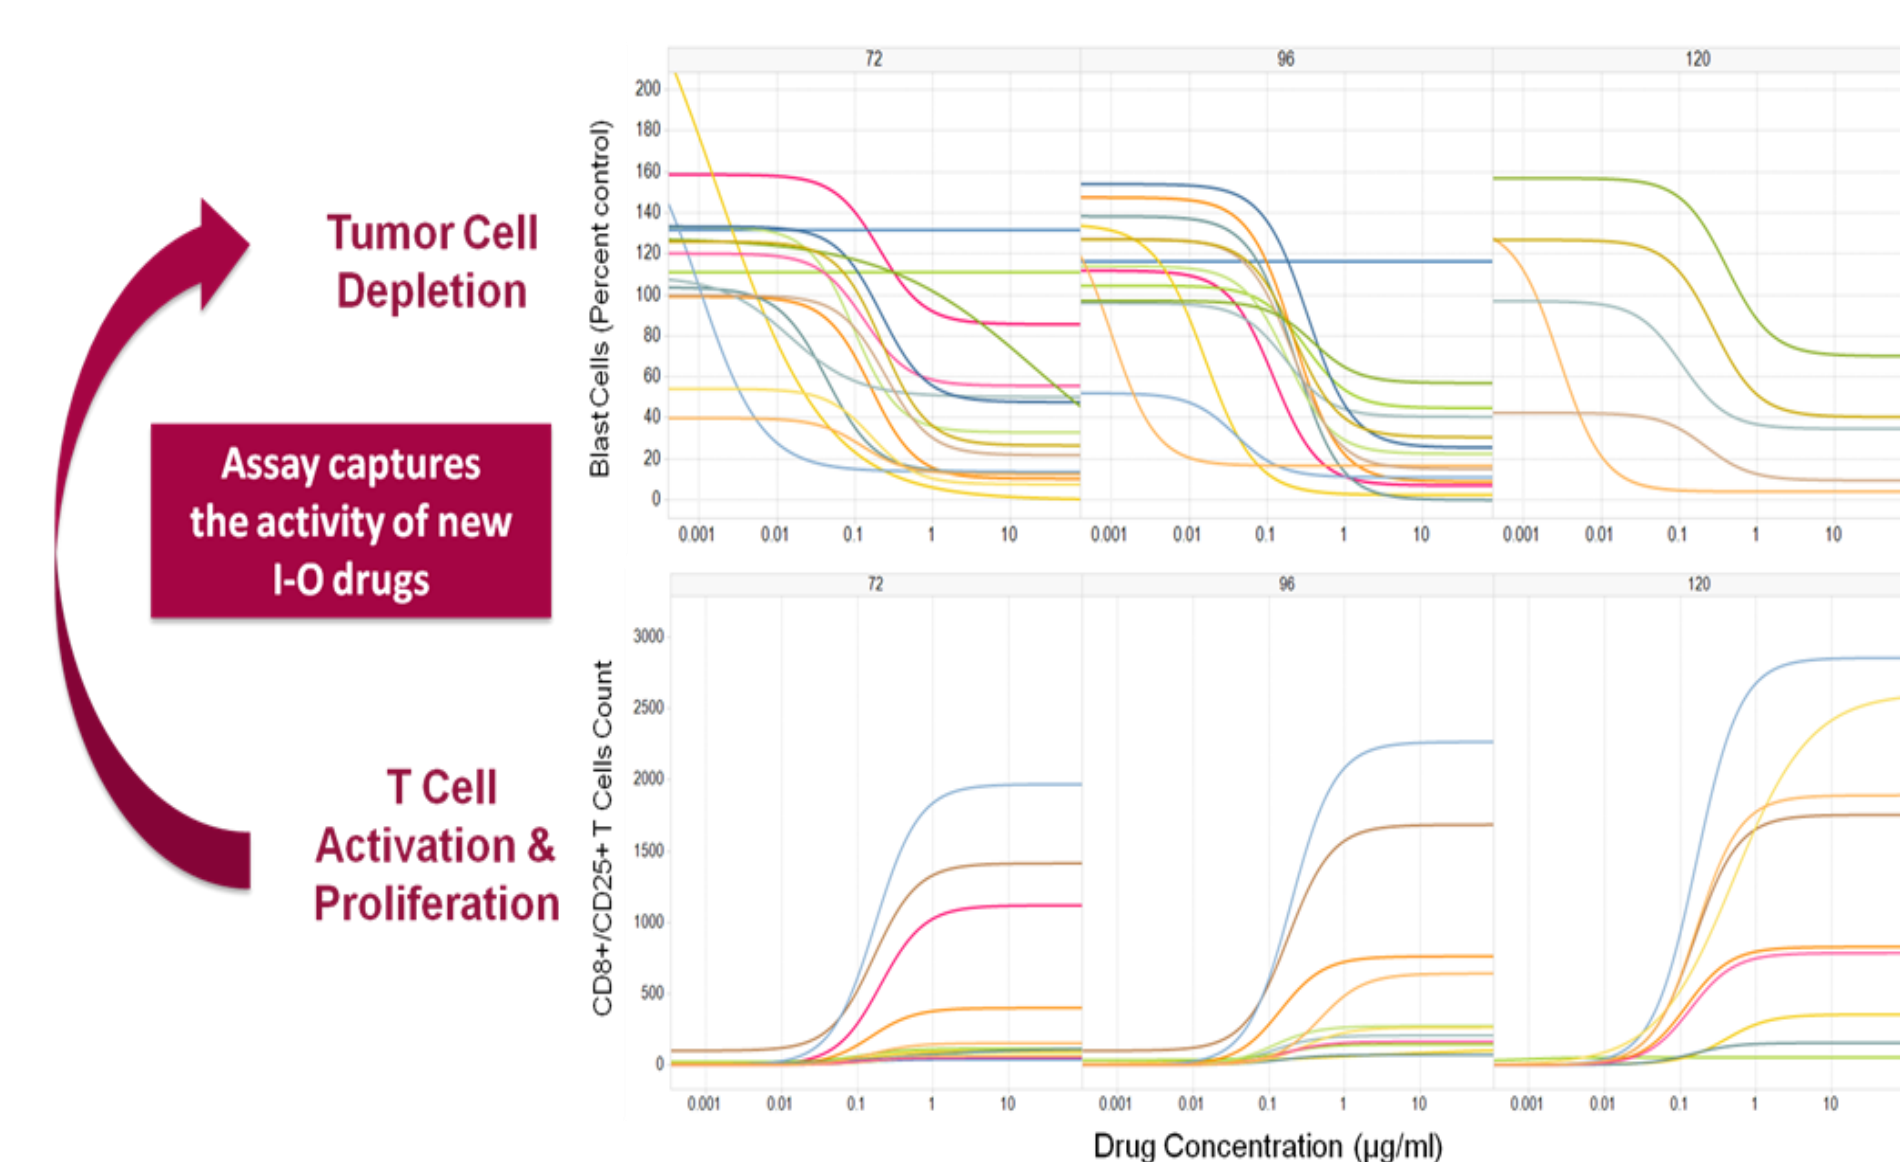 Tumor Cell
Depletion
Assay captures
the activity of new
I-O drugs
T Cell
Activation &
Proliferation
72
96
120
Blast Cells (Percent control)
200
180
160
140
120
100
80
60
40
20
0
0.001 0.01 0.1 1 10
0.001 0.01 0.1 1 10
0.001 0.01 0.1 1 10
72
96
120
CD8+/CD25+ T Cells Count
3000
2500
2000
1500
1000
500
0
0.001 0.01 0.1 1 10
0.001 0.01 0.1 1 10
0.001 0.01 0.1 1 10
Drug Concentration (µg/ml)